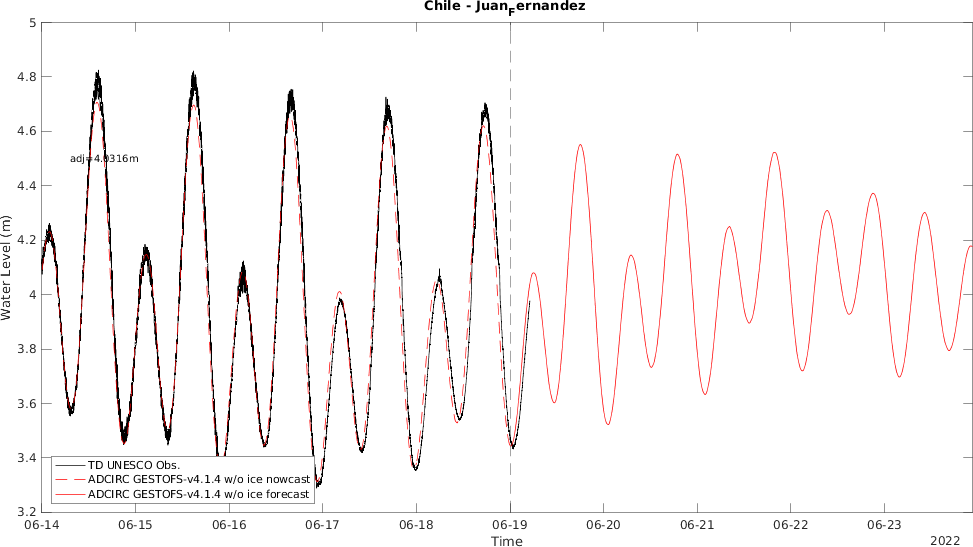 Chile - Juan_Fernandez
5
4.8
4.6
adj=4.0316m
4.4
4.2
Water Level (m)
4
3.8
3.6
3.4
TD UNESCO Obs.
ADCIRC GESTOFS-v4.1.4 w/o ice nowcast
ADCIRC GESTOFS-v4.1.4 w/o ice forecast
3.2
06-14 06-15 06-16 06-17 06-18 06-19 06-20 06-21 06-22 06-23
Time
2022